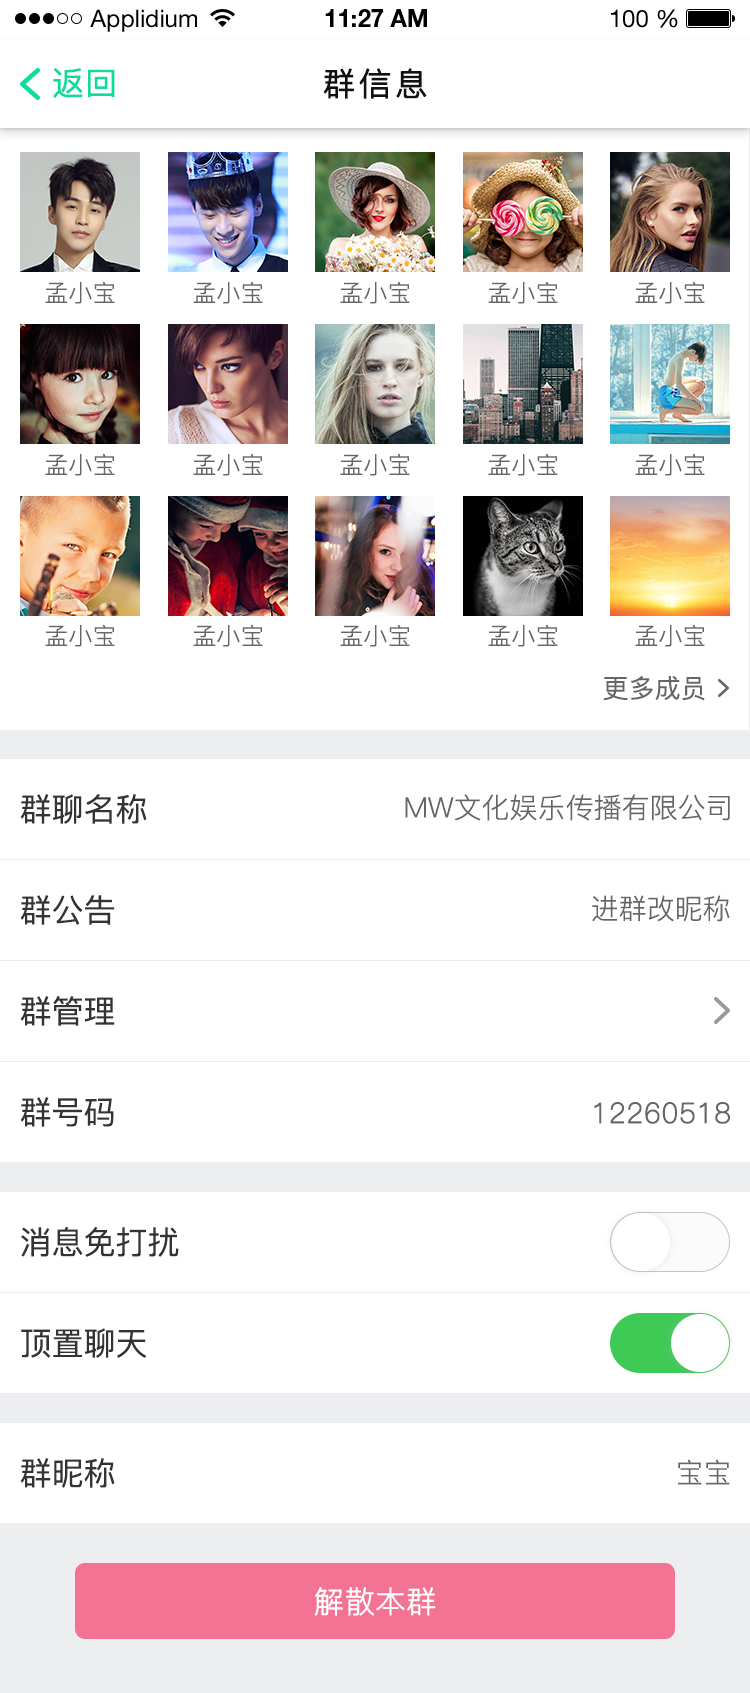 Applidium 11:27 AM 100 %
返回 群信息
孟小宝 孟小宝 孟小宝 孟小宝 孟小宝
孟小宝 孟小宝 孟小宝 孟小宝 孟小宝
孟小宝 孟小宝 孟小宝 孟小宝 孟小宝
更多成员
群聊名称 MW文化娱乐传播有限公司
群公告 进群改昵称
群管理
群号码 12260518
消息免打扰
顶置聊天
群昵称 宝宝
解散本群